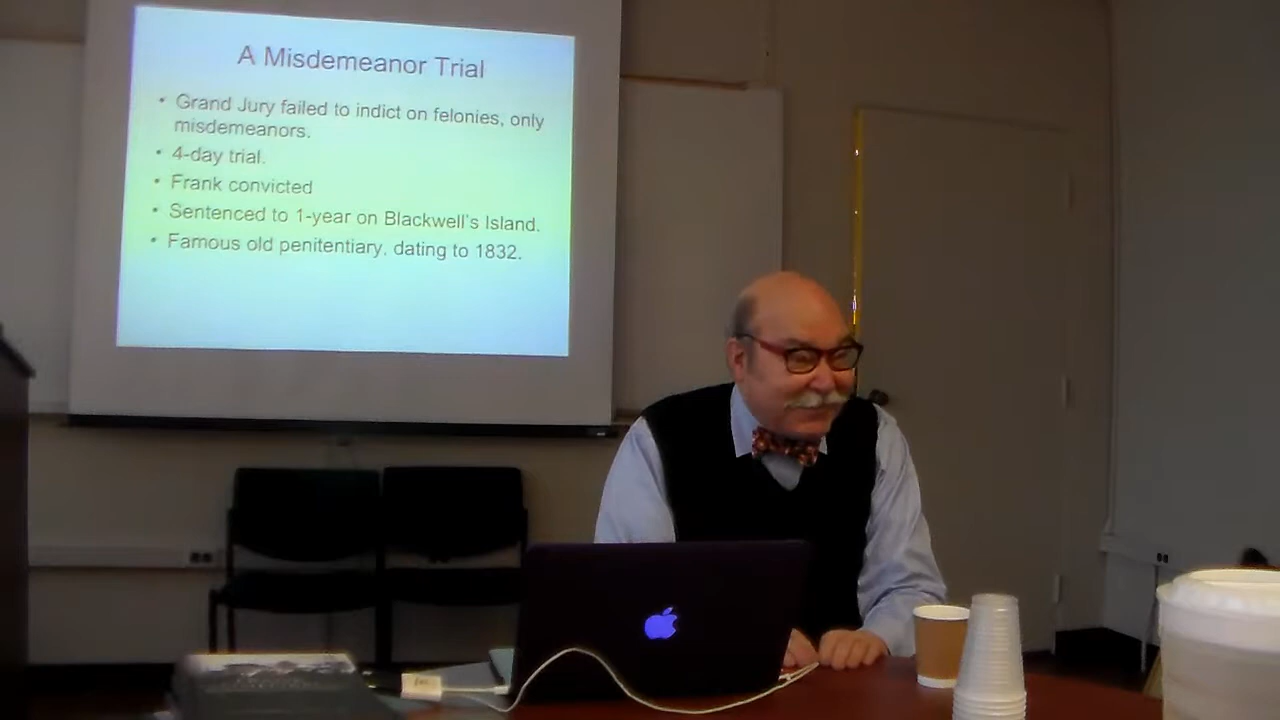 A Misdemeanor Trial
• Grand Jury failed to indict on felonies, only
misdemeanors.
• 4-day trial.
• Frank convicted
• Sentenced to 1-year on Blackwell's Island.
• Famous old penitentiary, dating to 1832.